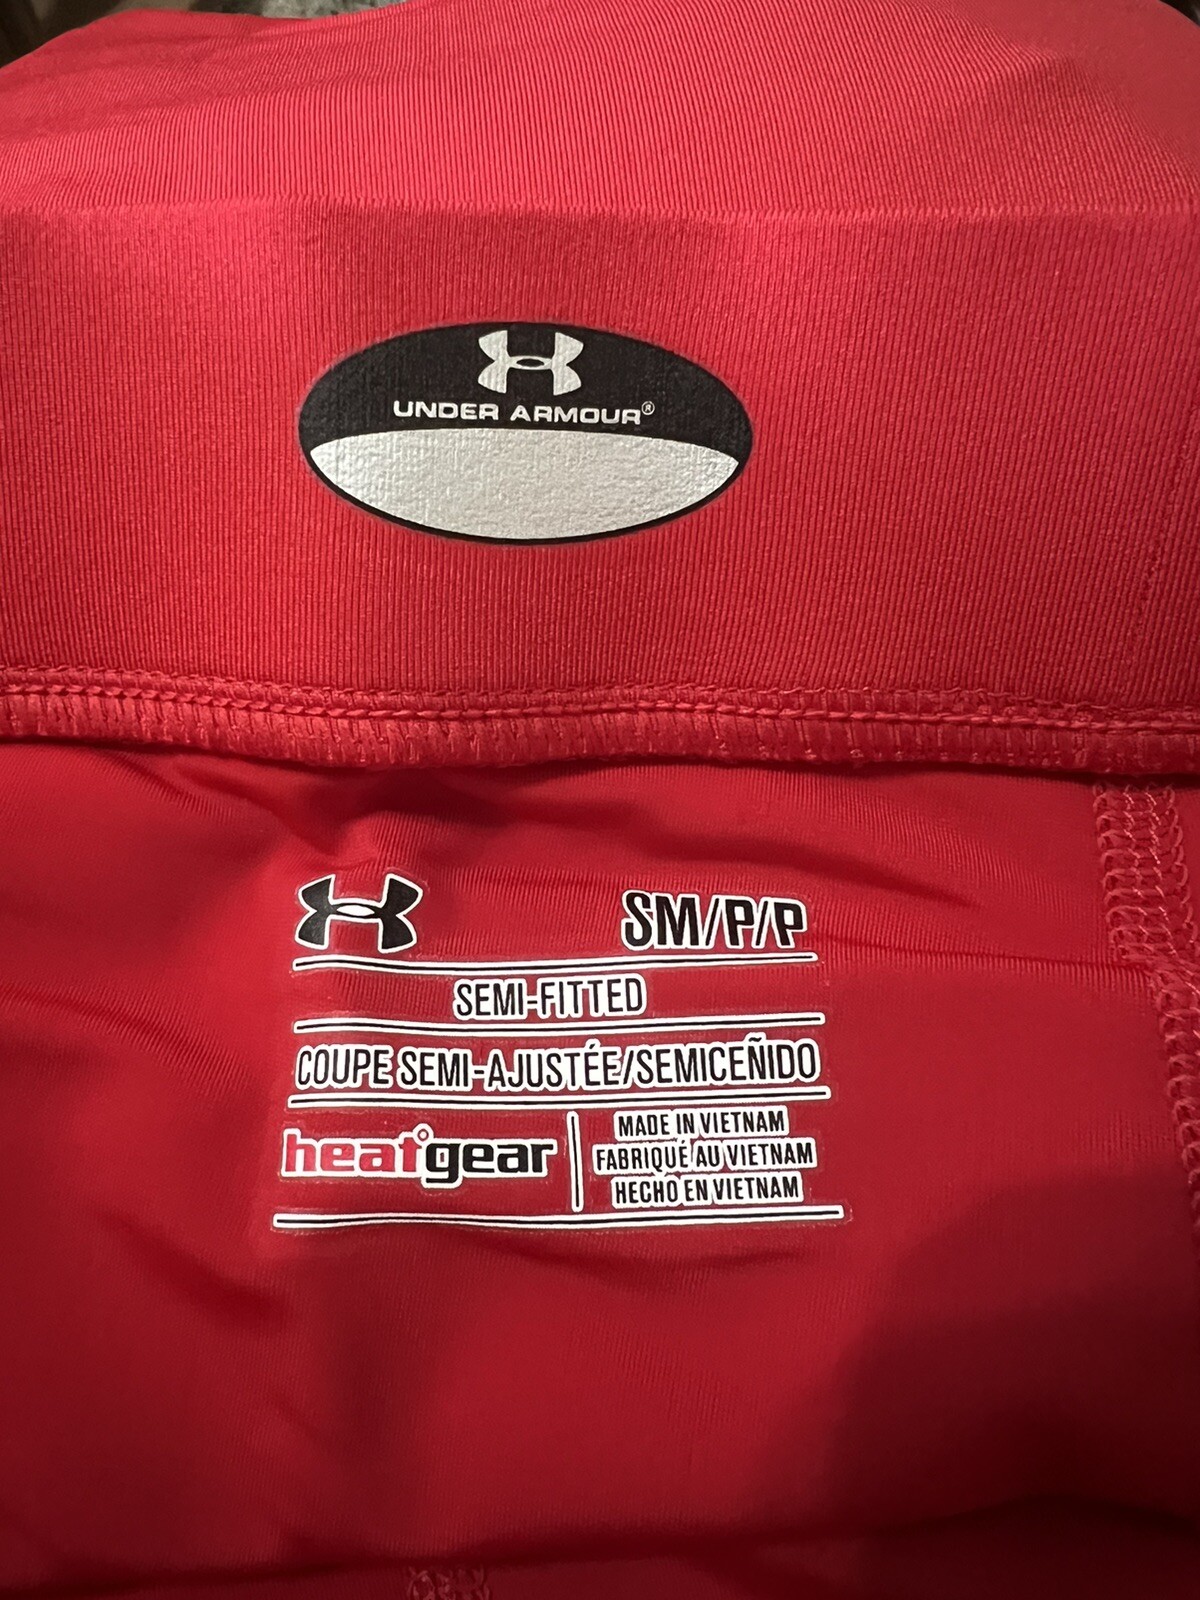 UNDER ARMOUR®
SM/P/P
SEMI-FITTED
COUPE SEMI-AJUSTÉE/SEMICEÑIDO
heatgear
MADE IN VIETNAM
FABRIQUÉ AU VIETNAM
HECHO EN VIETNAM